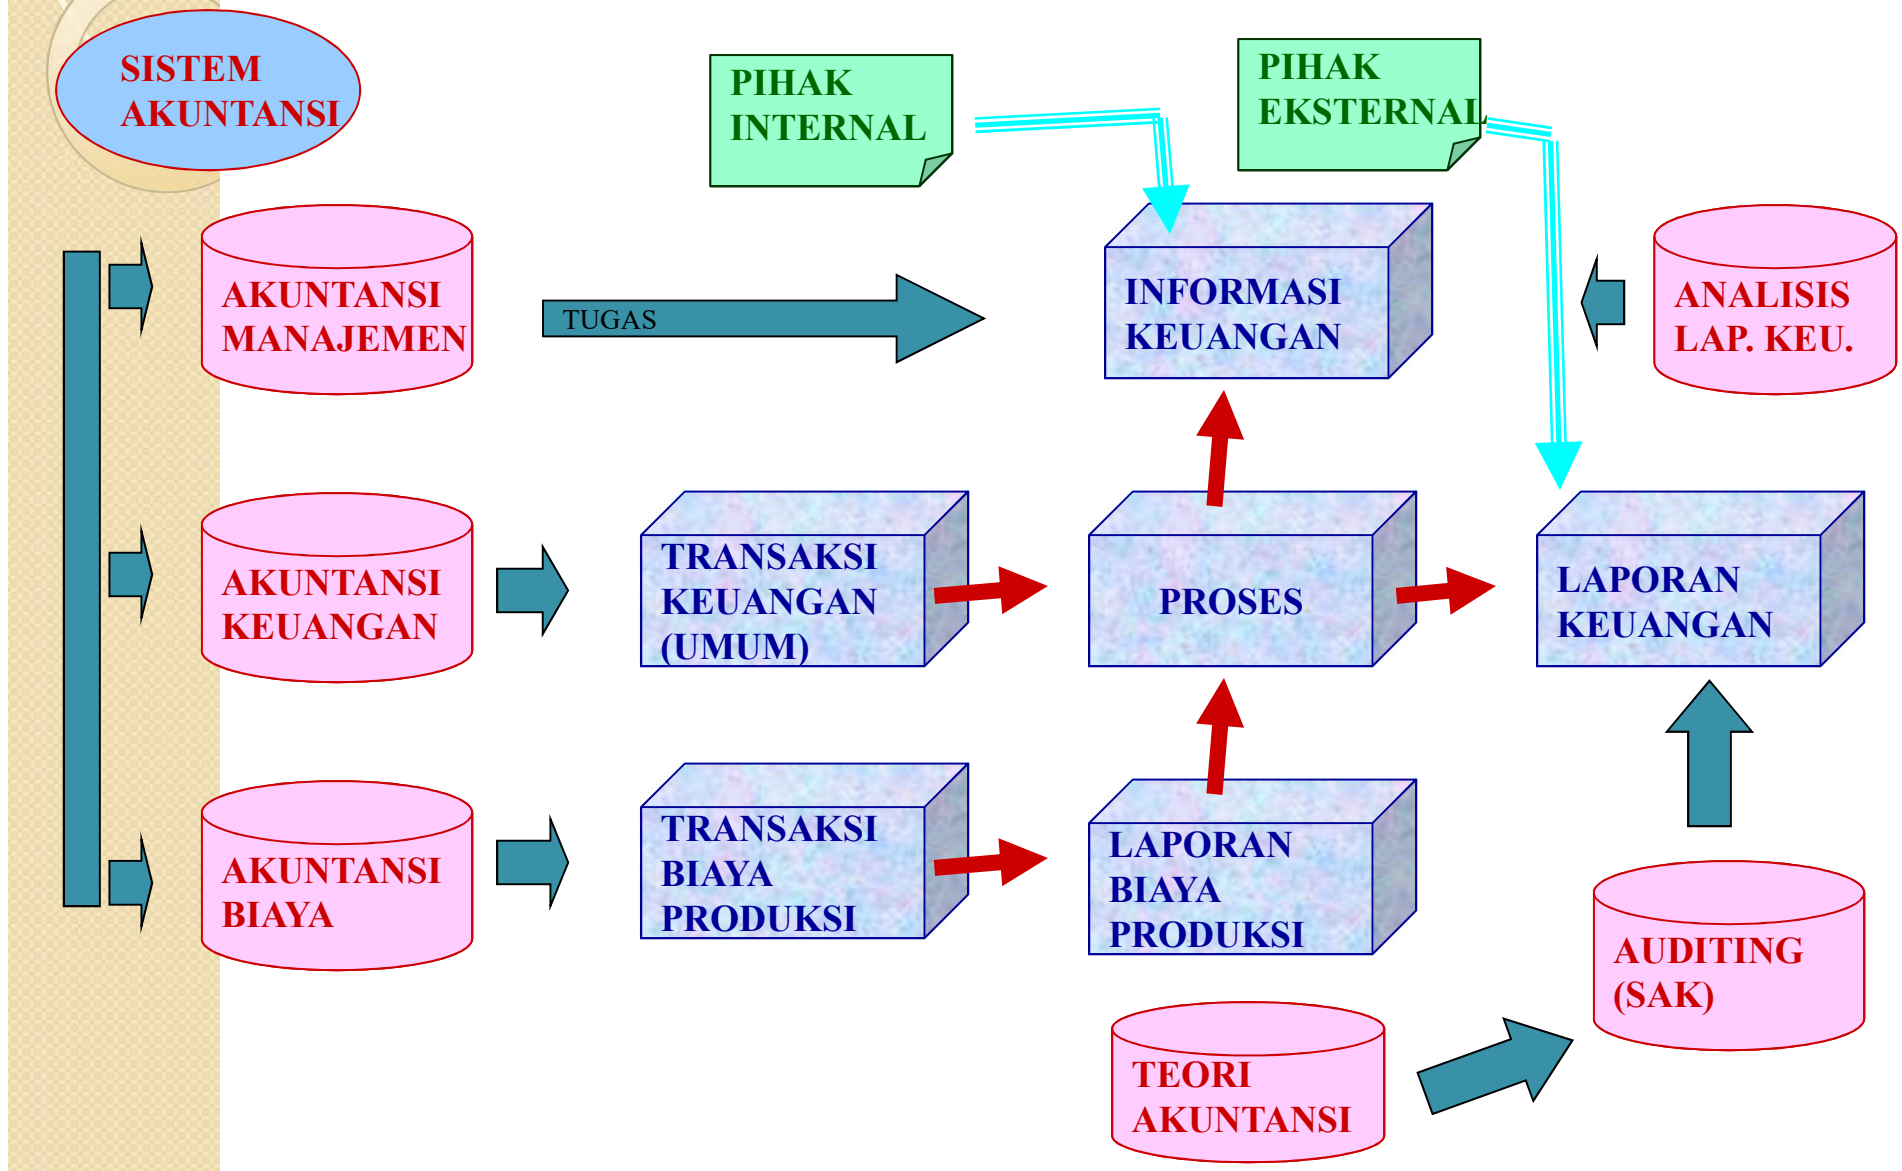 SISTEM
AKUNTANSI
PIHAK
INTERNAL
PIHAK
EKSTERNAL
AKUNTANSI
MANAJEMEN
TUGAS
INFORMASI
KEUANGAN
ANALISIS
LAP. KEU.
AKUNTANSI
KEUANGAN
TRANSAKSI
KEUANGAN
(UMUM)
PROSES
LAPORAN
KEUANGAN
AKUNTANSI
BIAYA
TRANSAKSI
BIAYA
PRODUKSI
LAPORAN
BIAYA
PRODUKSI
AUDITING
(SAK)
TEORI
AKUNTANSI